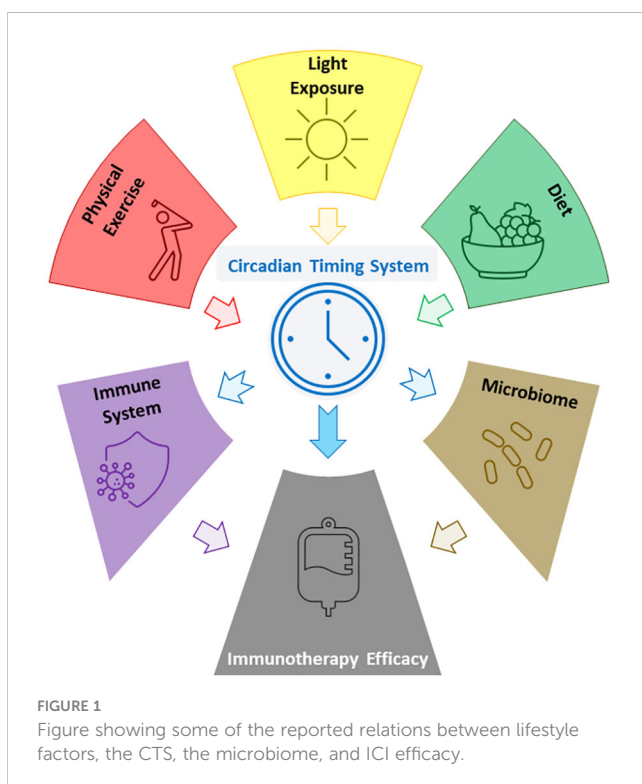 Light
Exposure
Physical
Exercise
Diet
Circadian Timing System
Immune
System
Microbiome
Immunotherapy Efficacy
FIGURE 1
Figure showing some of the reported relations between lifestyle
factors, the CTS, the microbiome, and ICI efficacy.